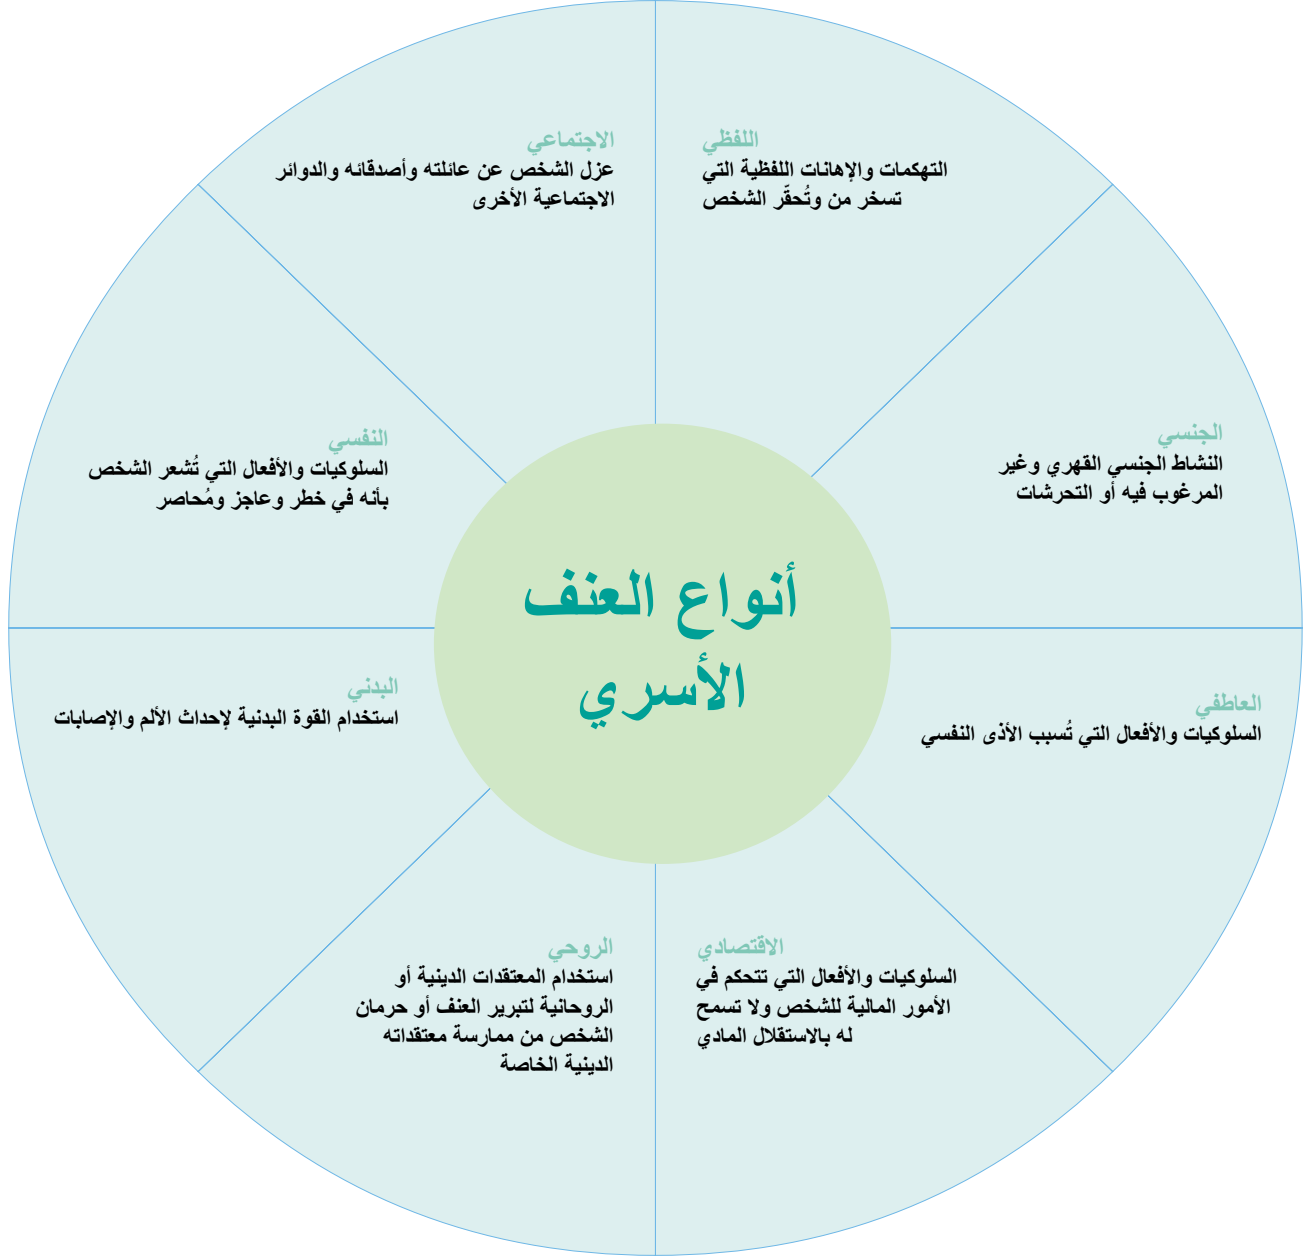 أنواع العنف
الأسري
اللفظي
التهكمات والإهانات اللفظية التي
تسخر من وتُحقّر الشخص
الجنسي
النشاط الجنسي القهري وغير
المرغوب فيه أو التحرشات
العاطفي
السلوكيات والأفعال التي تُسبب الأذى النفسي
الاقتصادي
السلوكيات والأفعال التي تتحكم في
الأمور المالية للشخص ولا تسمح
له بالاستقلال المادي
الروحي
استخدام المعتقدات الدينية أو
الروحانية لتبرير العنف أو حرمان
الشخص من ممارسة معتقداته
الدينية الخاصة
البدني
استخدام القوة البدنية لإحداث الألم والإصابات
النفسي
السلوكيات والأفعال التي تُشعر الشخص
بأنه في خطر وعاجز ومُحاصر
الاجتماعي
عزل الشخص عن عائلته وأصدقائه والدوائر
الاجتماعية الأخرى